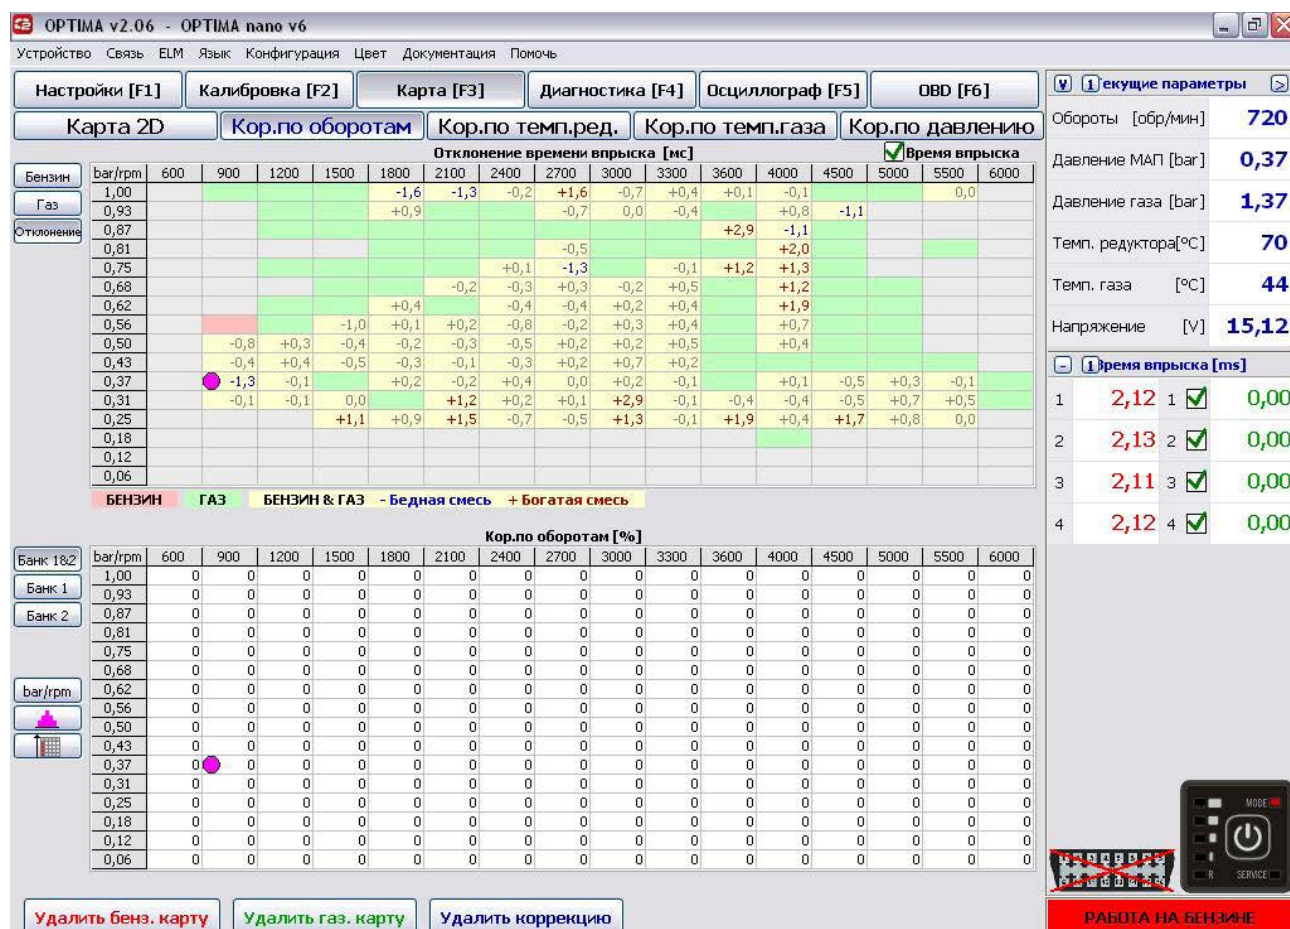 OPTIMA v2.06 - OPTIMA nano v6
Устройство Связь ELM Язык Конфигурация Цвет Документация Помочь
Настройки [F1] Калибровка [F2] Карта [F3] Диагностика [F4] Осциллограф [F5] OBD [F6]
Карта 2D Кор.по оборотам Кор.по темп.ред. Кор.по темп.газа Кор.по давлению
Отклонение времени впрыска [мс] Время впрыска
Бензин
Газ
Отклонение
bar/rpm 600 900 1200 1500 1800 2100 2400 2700 3000 3300 3600 4000 4500 5000 5500 6000
1,00 -1,6 -1,3 -0,2 +1,6 -0,7 +0,4 +0,1 -0,1 0,0
0,93 +0,9 -0,7 0,0 -0,4 +0,8 -1,1
0,87 +2,9 -1,1
0,81 -0,5 +2,0
0,75 +0,1 -1,3 -0,1 +1,2 +1,3
0,68 -0,2 -0,3 +0,3 -0,2 +0,5 +1,2
0,62 +0,4 -0,4 -0,4 +0,2 +0,4 +1,9
0,56 -1,0 +0,1 +0,2 -0,8 -0,2 +0,3 +0,4 +0,7
0,50 -0,8 +0,3 -0,4 -0,2 -0,3 -0,5 +0,2 +0,2 +0,5 +0,4
0,43 -0,4 +0,4 -0,5 -0,3 -0,1 -0,3 +0,2 +0,7 +0,2
0,37 -1,3 -0,1 +0,2 -0,2 +0,4 0,0 +0,2 -0,1 +0,1 -0,5 +0,3 -0,1
0,31 -0,1 -0,1 0,0 +1,2 +0,2 +0,1 +2,9 -0,1 -0,4 -0,4 -0,5 +0,7 +0,5
0,25 +1,1 +0,9 +1,5 -0,7 -0,5 +1,3 -0,1 +1,9 +0,4 +1,7 +0,8 0,0
0,18
0,12
0,06
БЕНЗИН ГАЗ БЕНЗИН & ГАЗ - Бедная смесь + Богатая смесь
Кор.по оборотам [%]
Банк 1&2
Банк 1
Банк 2
bar/rpm
bar/rpm 600 900 1200 1500 1800 2100 2400 2700 3000 3300 3600 4000 4500 5000 5500 6000
1,00 0 0 0 0 0 0 0 0 0 0 0 0 0 0 0 0
0,93 0 0 0 0 0 0 0 0 0 0 0 0 0 0 0 0
0,87 0 0 0 0 0 0 0 0 0 0 0 0 0 0 0 0
0,81 0 0 0 0 0 0 0 0 0 0 0 0 0 0 0 0
0,75 0 0 0 0 0 0 0 0 0 0 0 0 0 0 0 0
0,68 0 0 0 0 0 0 0 0 0 0 0 0 0 0 0 0
0,62 0 0 0 0 0 0 0 0 0 0 0 0 0 0 0 0
0,56 0 0 0 0 0 0 0 0 0 0 0 0 0 0 0 0
0,50 0 0 0 0 0 0 0 0 0 0 0 0 0 0 0 0
0,43 0 0 0 0 0 0 0 0 0 0 0 0 0 0 0 0
0,37 0 0 0 0 0 0 0 0 0 0 0 0 0 0 0 0
0,31 0 0 0 0 0 0 0 0 0 0 0 0 0 0 0 0
0,25 0 0 0 0 0 0 0 0 0 0 0 0 0 0 0 0
0,18 0 0 0 0 0 0 0 0 0 0 0 0 0 0 0 0
0,12 0 0 0 0 0 0 0 0 0 0 0 0 0 0 0 0
0,06 0 0 0 0 0 0 0 0 0 0 0 0 0 0 0 0
Удалить бенз. карту Удалить газ. карту Удалить коррекцию
1 екущие параметры >
Обороты [обр/мин] 720
Давление МАП [bar] 0,37
Давление газа [bar] 1,37
Темп. редуктора[ºC] 70
Темп. газа [ºC] 44
Напряжение [V] 15,12
- 1 Время впрыска [ms]
1 2,12 1 0,00
2 2,13 2 0,00
3 2,11 3 0,00
4 2,12 4 0,00
MODE
R SERVICE
РАБОТА НА БЕНЗИНЕ